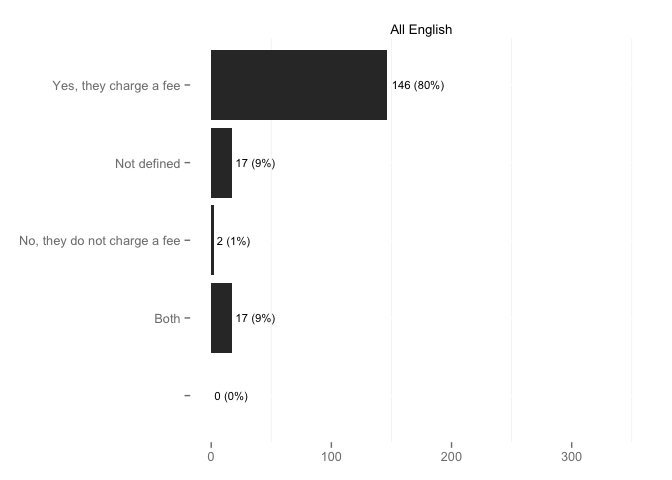 All English
Yes, they charge a fee
146 (80%)
Not defined
17 (9%)
No, they do not charge a fee
2 (1%)
Both
17 (9%)
0 (0%)
0
100
200
300